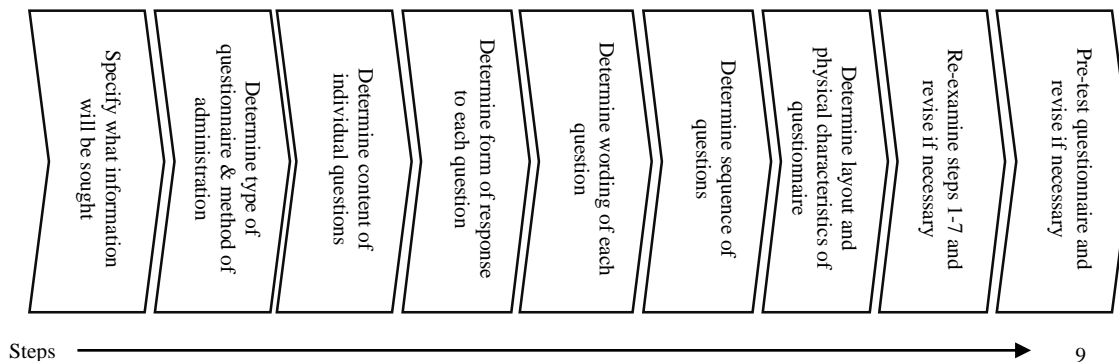 Specify what information
will be sought
Determine type of
questionnaire & method of
administration
Determine content of
individual questions
Determine form of response
to each question
Determine wording of each
question
Determine sequence of
questions
Determine layout and
physical characteristics of
questionnaire
Re-examine steps 1-7 and
revise if necessary
Pre-test questionnaire and
revise if necessary
Steps
9